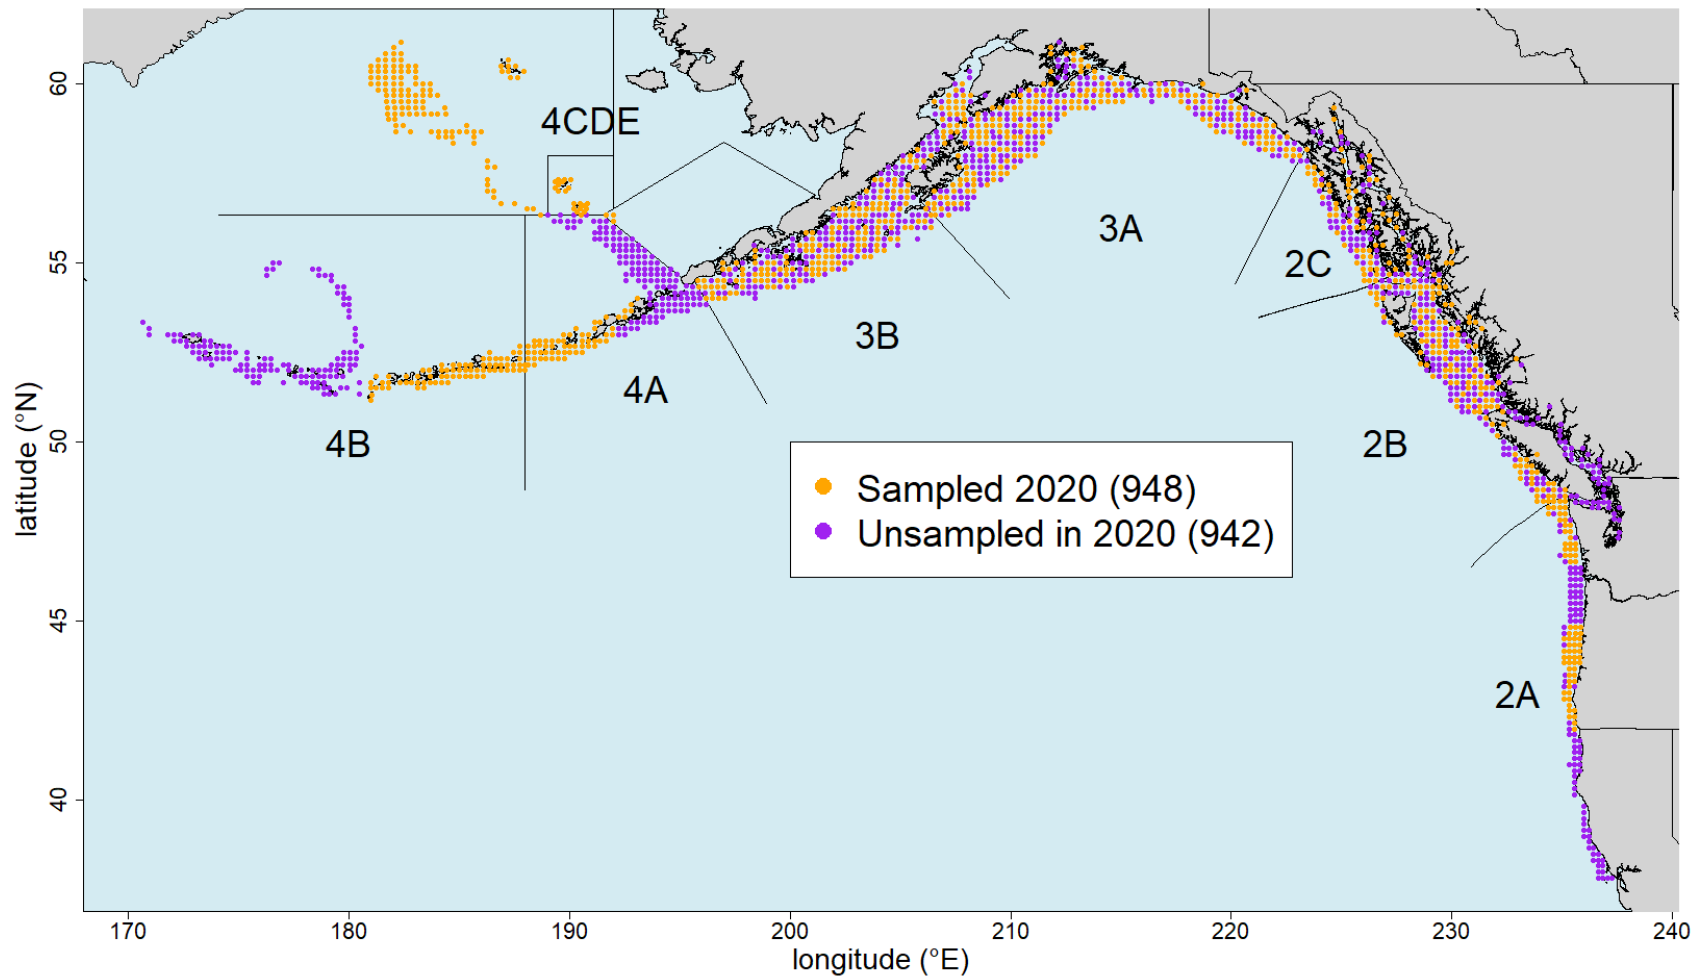 60
55
50
45
40
latitude (°N)
4CDE
3A
2C
3B
4A
4B
2B
2A
Sampled 2020 (948)
Unsampled in 2020 (942)
170
180
190
200
210
220
230
240
longitude (°E)